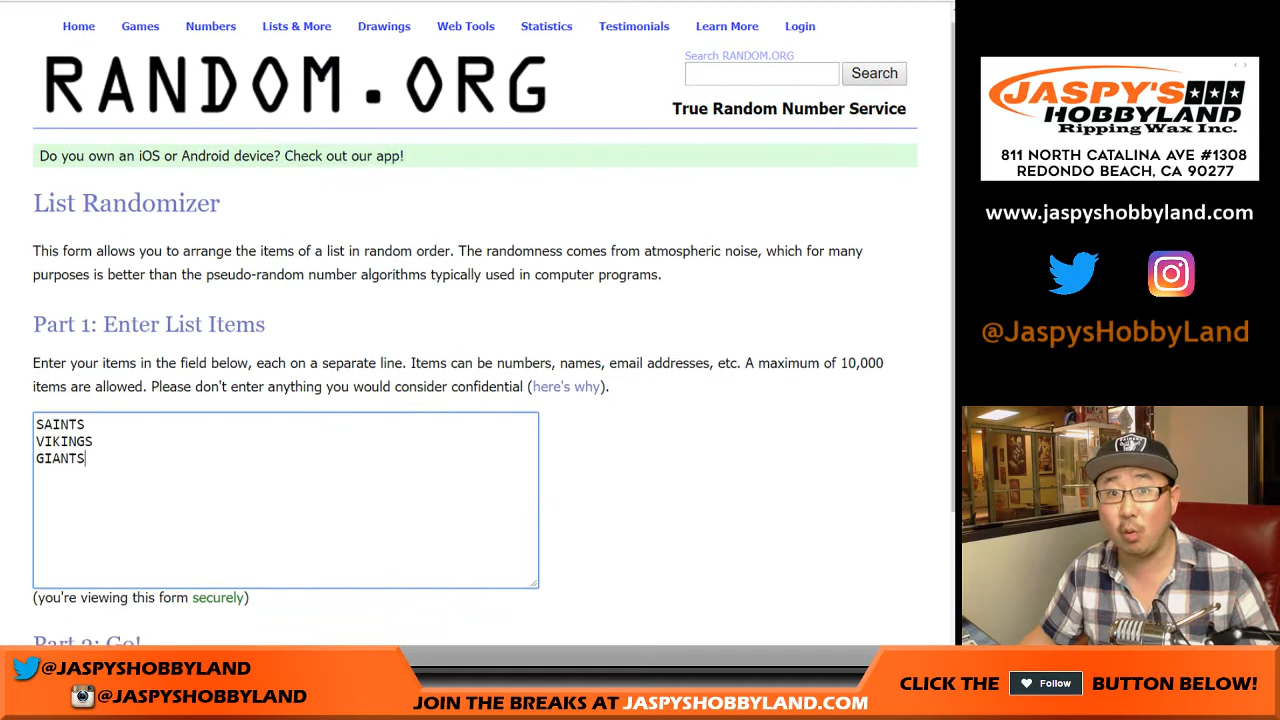 Home Games Numbers Lists & More Drawings Web Tools Statistics Testimonials Learn More Login
RANDOM.ORG
Search RANDOM.ORG
Search
True Random Number Service
Do you own an iOS or Android device? Check out our app!
List Randomizer
This form allows you to arrange the items of a list in random order. The randomness comes from atmospheric noise, which for many
purposes is better than the pseudo-random number algorithms typically used in computer programs.
Part 1: Enter List Items
Enter your items in the field below, each on a separate line. Items can be numbers, names, email addresses, etc. A maximum of 10,000
items are allowed. Please don't enter anything you would consider confidential (here's why).
SAINTS
VIKINGS
GIANTS
(you're viewing this form securely)
Part 2: Go!
JASPY'S
HOBBYLAND
Ripping Wax Inc.
811 NORTH CATALINA AVE #1308
REDONDO BEACH, CA 90277
www.jaspyshobbyland.com
@JaspysHobbyLand
@JASPYSHOBBYLAND
@JASPYSHOBBYLAND
JOIN THE BREAKS AT JASPYSHOBBYLAND.COM
CLICK THE Follow BUTTON BELOW!